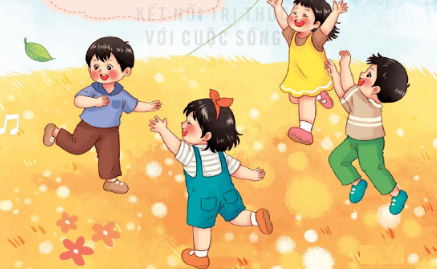 KẾT NỐI TRI THỨC
VỚI CUỘC SỐNG